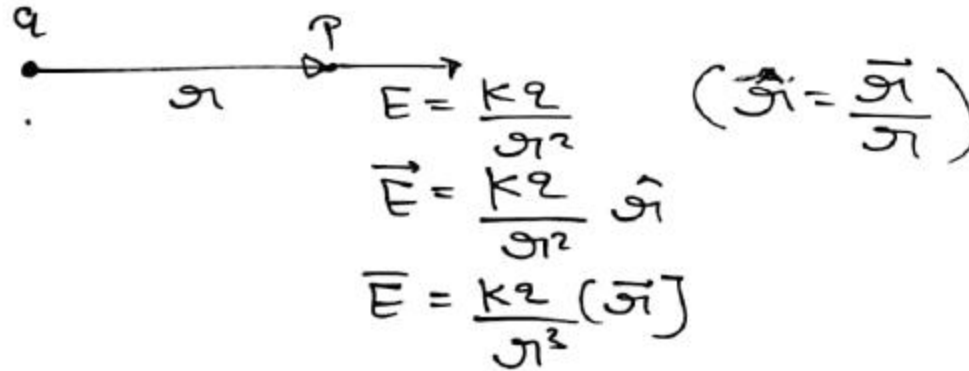 q P
r
E = Kq/r² (r̂ = r⃗/r)
E⃗ = Kq/r² r̂
E̅ = Kq/r³ (r⃗]